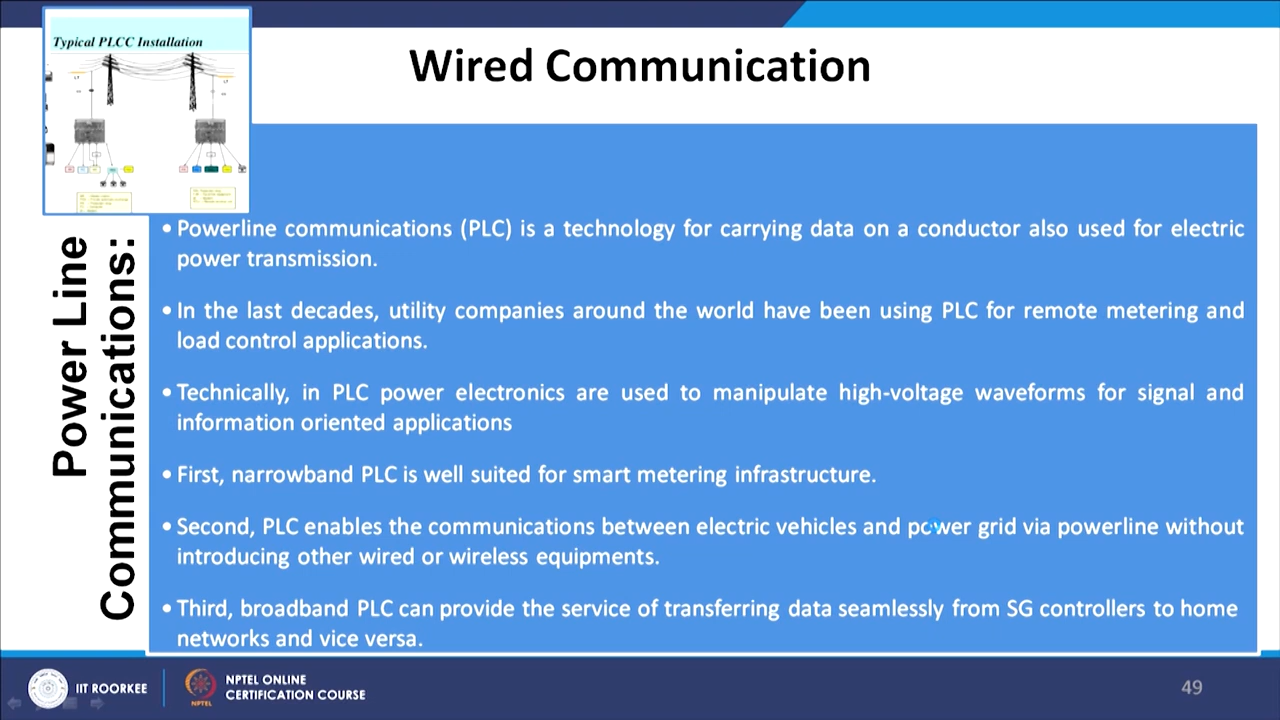 Typical PLCC Installation
Wired Communication
Power Line
Communications:
• Powerline communications (PLC) is a technology for carrying data on a conductor also used for electric
power transmission.
• In the last decades, utility companies around the world have been using PLC for remote metering and
load control applications.
• Technically, in PLC power electronics are used to manipulate high-voltage waveforms for signal and
information oriented applications
• First, narrowband PLC is well suited for smart metering infrastructure.
• Second, PLC enables the communications between electric vehicles and power grid via powerline without
introducing other wired or wireless equipments.
• Third, broadband PLC can provide the service of transferring data seamlessly from SG controllers to home
networks and vice versa.
IIT ROORKEE
NPTEL
NPTEL ONLINE
CERTIFICATION COURSE
49